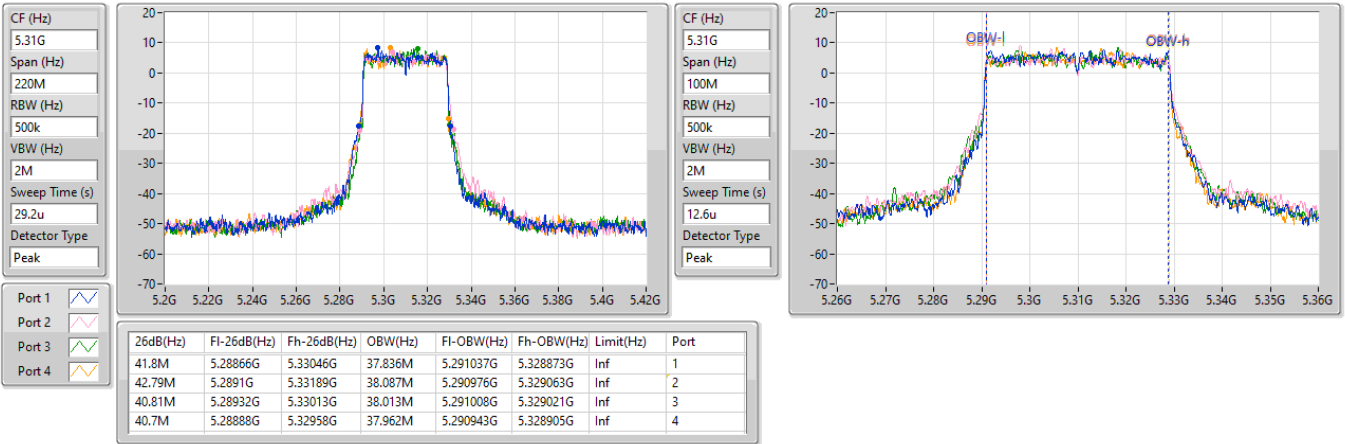 CF (Hz)
5.31G
Span (Hz)
220M
RBW (Hz)
500k
VBW (Hz)
2M
Sweep Time (s)
29.2u
Detector Type
Peak
20-
10-
0-
-10-
-20-
-30-
-40-
-50-
-60-
-70-
5.2G 5.22G 5.24G 5.26G 5.28G 5.3G 5.32G 5.34G 5.36G 5.38G 5.4G 5.42G
CF (Hz)
5.31G
Span (Hz)
100M
RBW (Hz)
500k
VBW (Hz)
2M
Sweep Time (s)
12.6u
Detector Type
Peak
20-
10-
0-
-10-
-20-
-30-
-40-
-50-
-60-
-70-
OBW-l
OBW-h
5.26G 5.27G 5.28G 5.29G 5.3G 5.31G 5.32G 5.33G 5.34G 5.35G 5.36G
Port 1
Port 2
Port 3
Port 4
26dB(Hz) Fl-26dB(Hz) Fh-26dB(Hz) OBW(Hz) Fl-OBW(Hz) Fh-OBW(Hz) Limit(Hz) Port
41.8M 5.28866G 5.33046G 37.836M 5.291037G 5.328873G Inf 1
42.79M 5.2891G 5.33189G 38.087M 5.290976G 5.329063G Inf 2
40.81M 5.28932G 5.33013G 38.013M 5.291008G 5.329021G Inf 3
40.7M 5.28888G 5.32958G 37.962M 5.290943G 5.328905G Inf 4